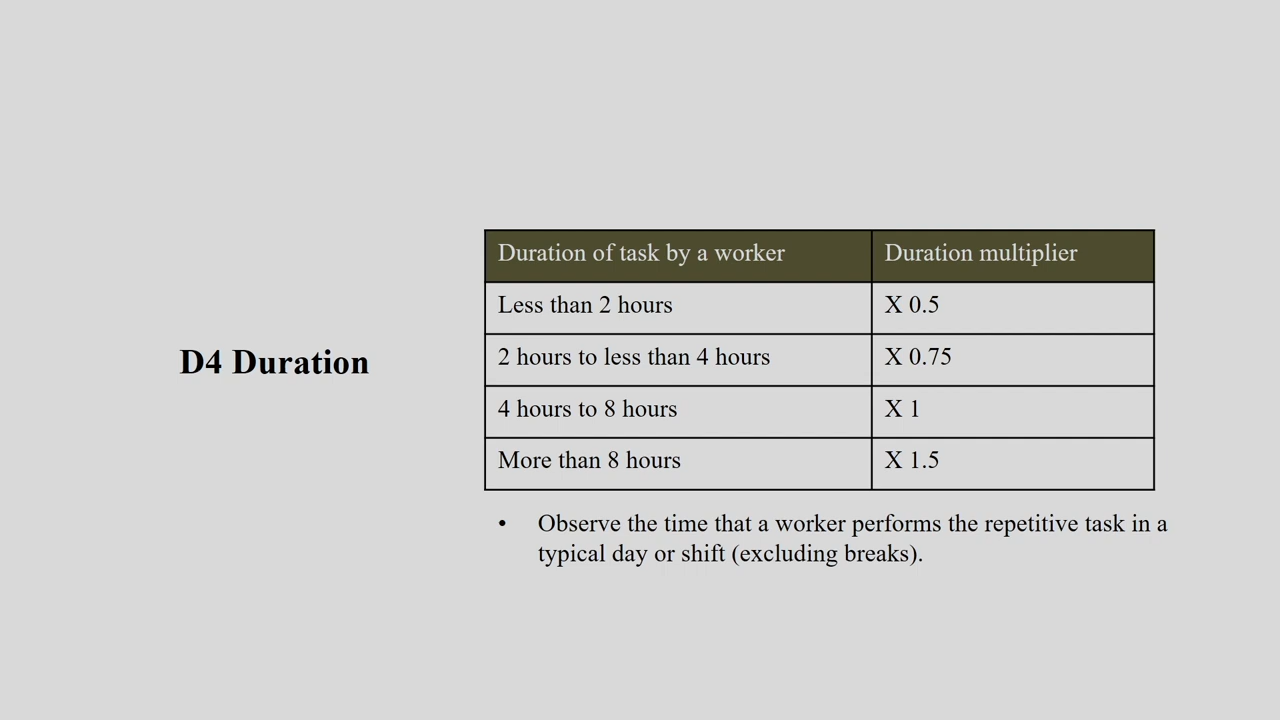 D4 Duration
Duration of task by a worker
Duration multiplier
Less than 2 hours
X 0.5
2 hours to less than 4 hours
X 0.75
4 hours to 8 hours
X 1
More than 8 hours
X 1.5
• Observe the time that a worker performs the repetitive task in a
typical day or shift (excluding breaks).